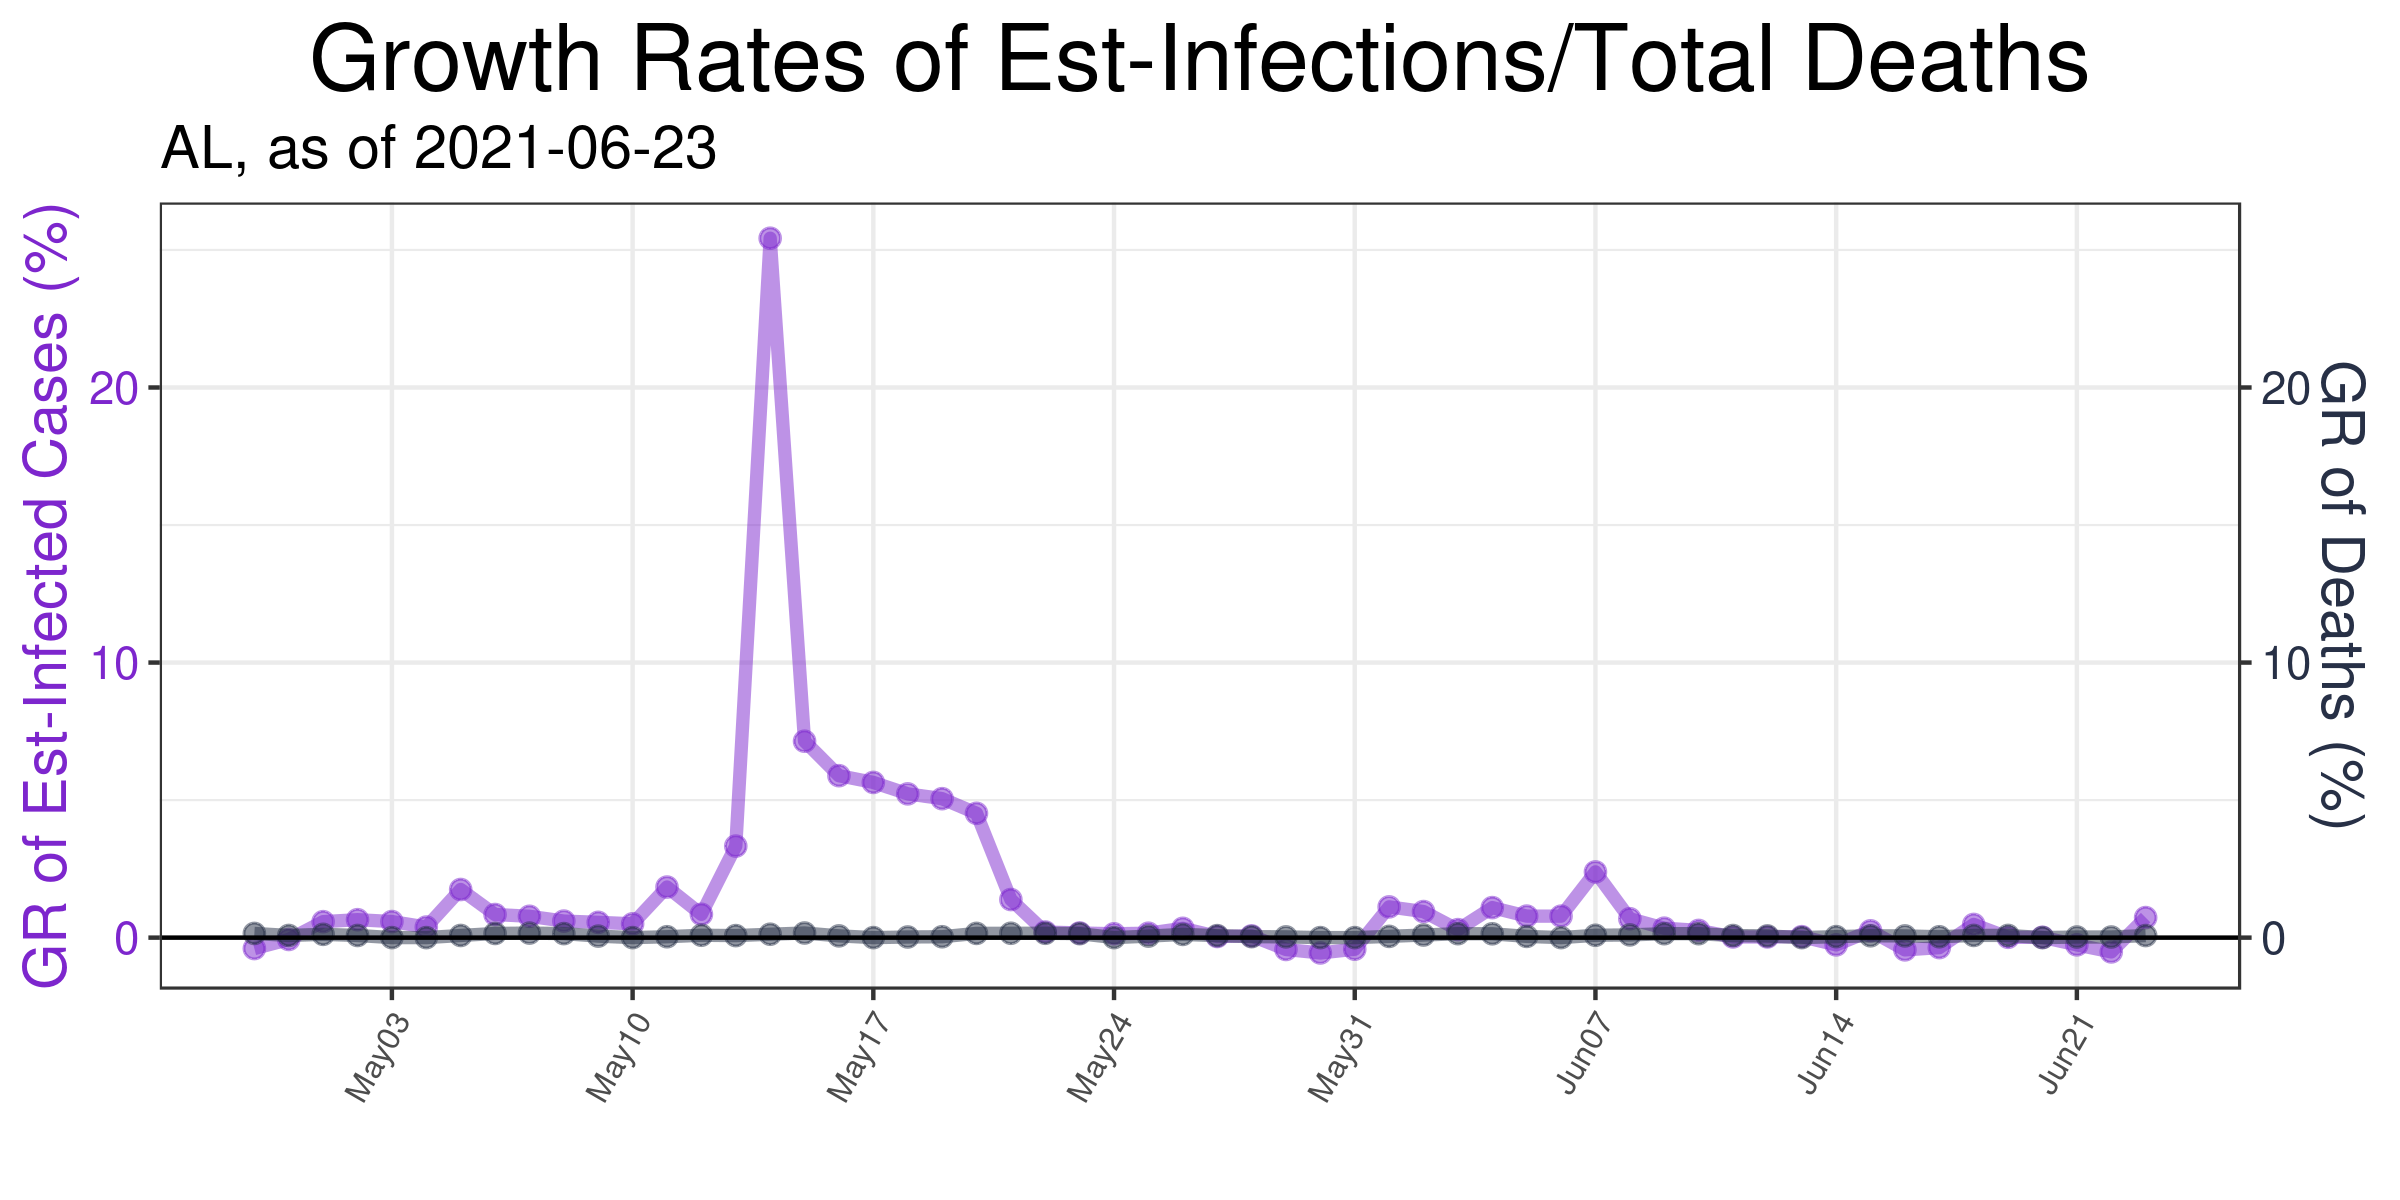 Growth Rates of Est-Infections/Total Deaths
AL, as of 2021-06-23
GR of Est-Infected Cases (%)
20
10
0
20
10
0
GR of Deaths (%)
May03
May10
May17
May24
May31
Jun07
Jun14
Jun21